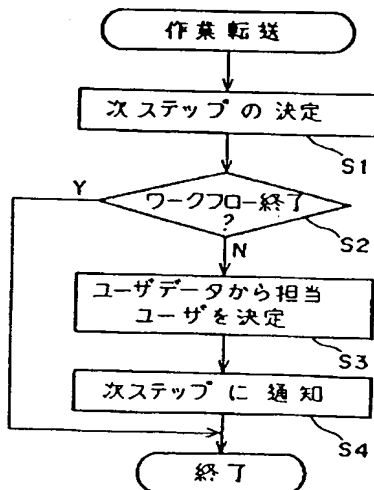 作業転送
次ステップの決定
S1
Y
ワークフロー終了
?
S2
N
ユーザデータから担当
ユーザを決定
S3
次ステップに通知
S4
終了